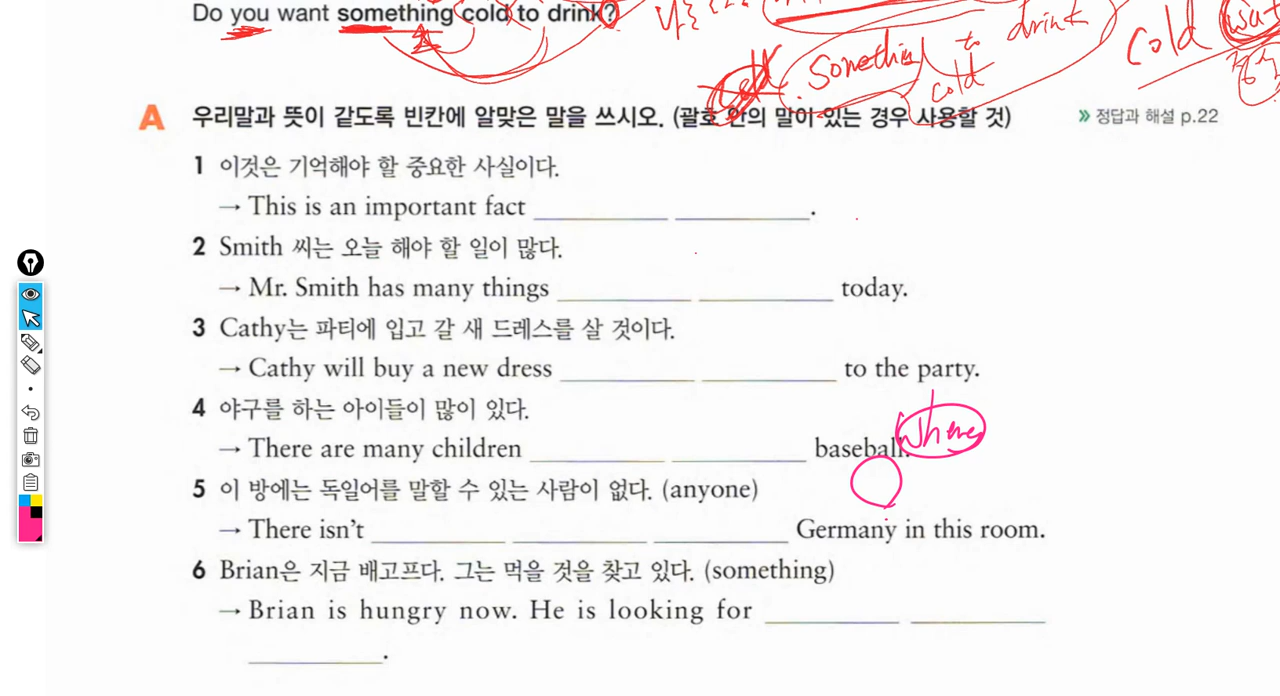 Do you want something cold to drink?
Something to drink
cold
cold
A 우리말과 뜻이 같도록 빈칸에 알맞은 말을 쓰시오. (괄호 안의 말이 있는 경우 사용할 것)
» 정답과 해설 p.22
1 이것은 기억해야 할 중요한 사실이다.
→ This is an important fact ________ ________.
2 Smith 씨는 오늘 해야 할 일이 많다.
→ Mr. Smith has many things ________ ________ today.
3 Cathy는 파티에 입고 갈 새 드레스를 살 것이다.
→ Cathy will buy a new dress ________ ________ to the party.
4 야구를 하는 아이들이 많이 있다.
→ There are many children ________ ________ baseball.
5 이 방에는 독일어를 말할 수 있는 사람이 없다. (anyone)
→ There isn't ________ ________ ________ Germany in this room.
6 Brian은 지금 배고프다. 그는 먹을 것을 찾고 있다. (something)
→ Brian is hungry now. He is looking for ________ ________
________.